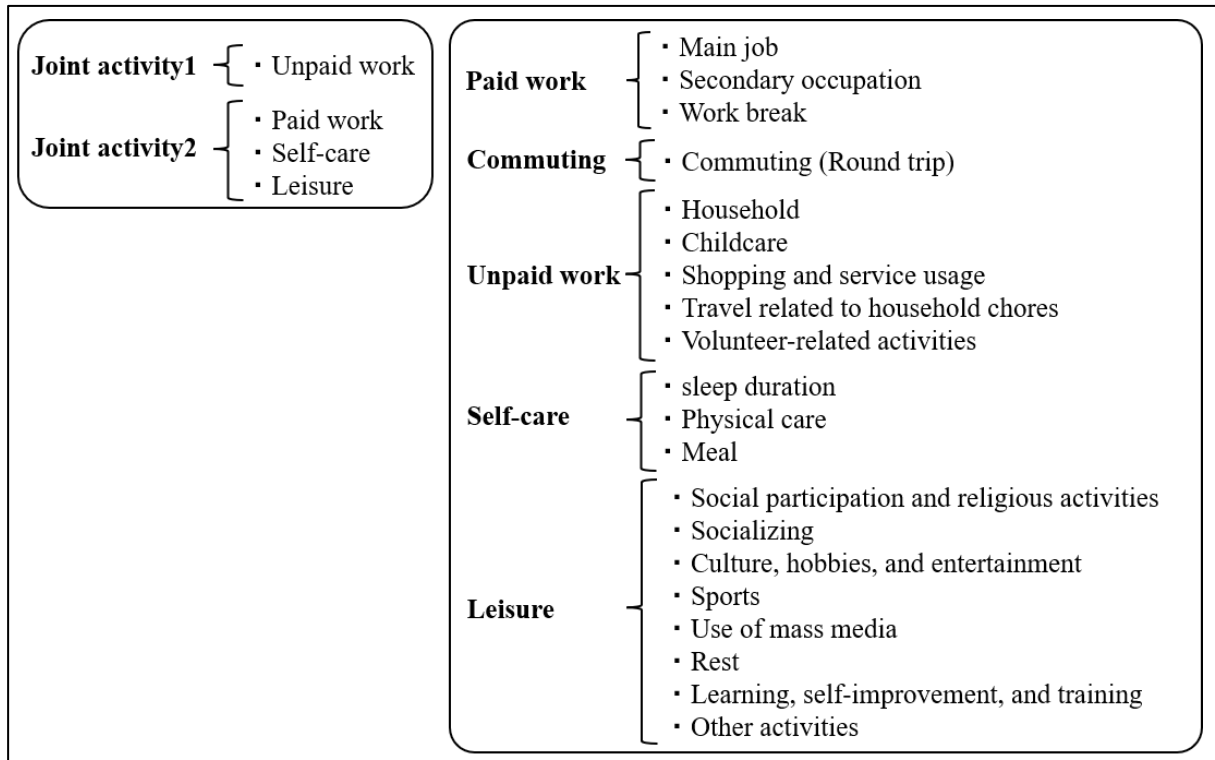 Joint activity1
・Unpaid work
Joint activity2
・Paid work
・Self-care
・Leisure
Paid work
・Main job
・Secondary occupation
・Work break
Commuting
・Commuting (Round trip)
Unpaid work
・Household
・Childcare
・Shopping and service usage
・Travel related to household chores
・Volunteer-related activities
Self-care
・sleep duration
・Physical care
・Meal
Leisure
・Social participation and religious activities
・Socializing
・Culture, hobbies, and entertainment
・Sports
・Use of mass media
・Rest
・Learning, self-improvement, and training
・Other activities